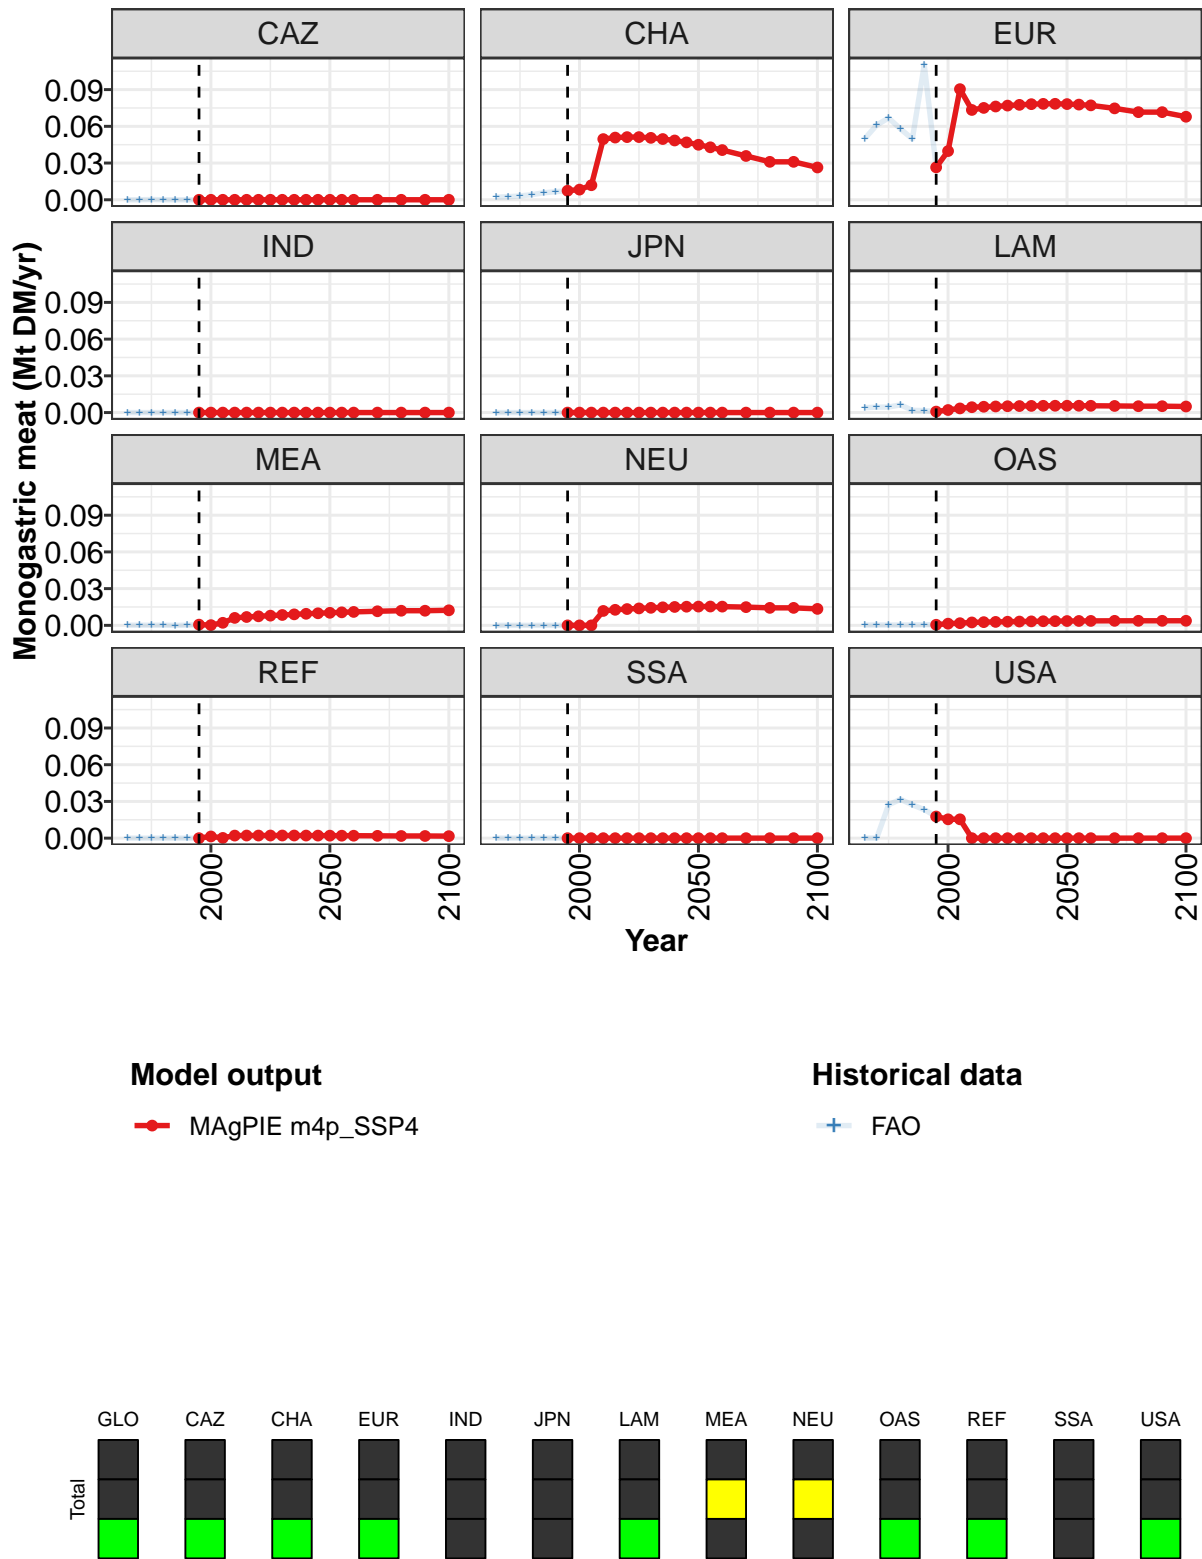 CAZ CHA EUR
0.09
0.06
0.03
0.00
IND JPN LAM
0.09
0.06
0.03
0.00
MEA NEU OAS
0.09
0.06
0.03
0.00
REF SSA USA
0.09
0.06
0.03
0.00
Monogastric meat (Mt DM/yr)
2000 2050 2100 2000 2050 2100 2000 2050 2100
Year
Model output
MAgPIE m4p_SSP4
Historical data
FAO
GLO CAZ CHA EUR IND JPN LAM MEA NEU OAS REF SSA USA
Total